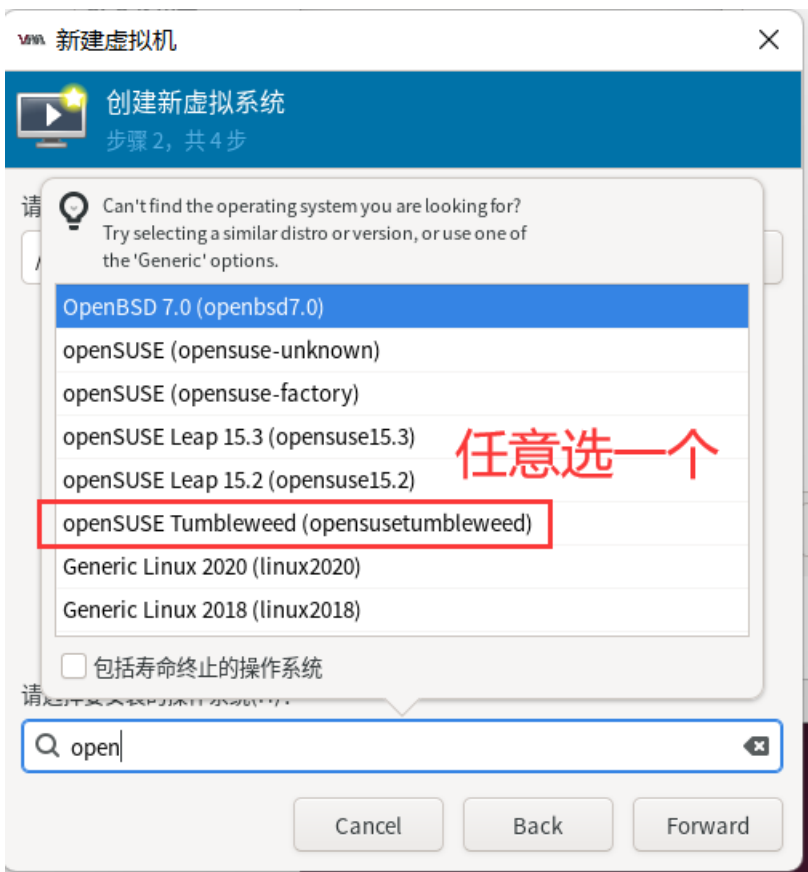 新建虚拟机
创建新虚拟系统
步骤 2，共 4 步
请
Can't find the operating system you are looking for?
Try selecting a similar distro or version, or use one of
the 'Generic' options.
OpenBSD 7.0 (openbsd7.0)
openSUSE (opensuse-unknown)
openSUSE (opensuse-factory)
openSUSE Leap 15.3 (opensuse15.3)
任意选一个
openSUSE Leap 15.2 (opensuse15.2)
openSUSE Tumbleweed (opensusetumbleweed)
Generic Linux 2020 (linux2020)
Generic Linux 2018 (linux2018)
包括寿命终止的操作系统
open
Cancel Back Forward